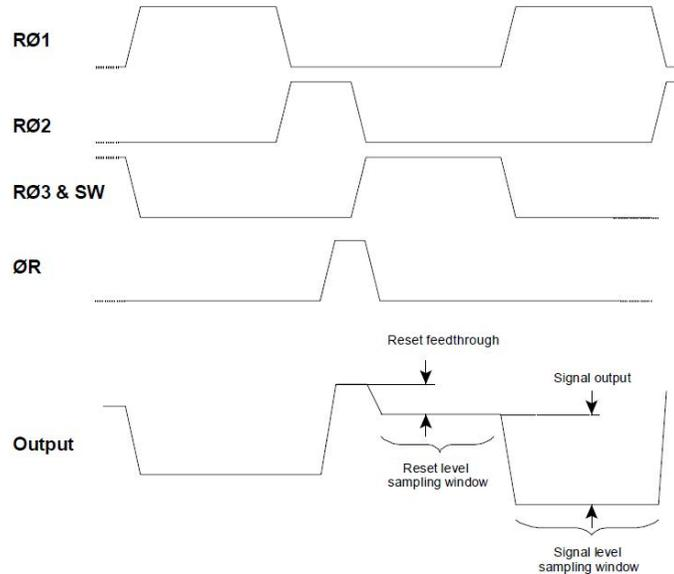 RØ1
RØ2
RØ3 & SW
ØR
Reset feedthrough
Signal output
Output
Reset level
sampling window
Signal level
sampling window